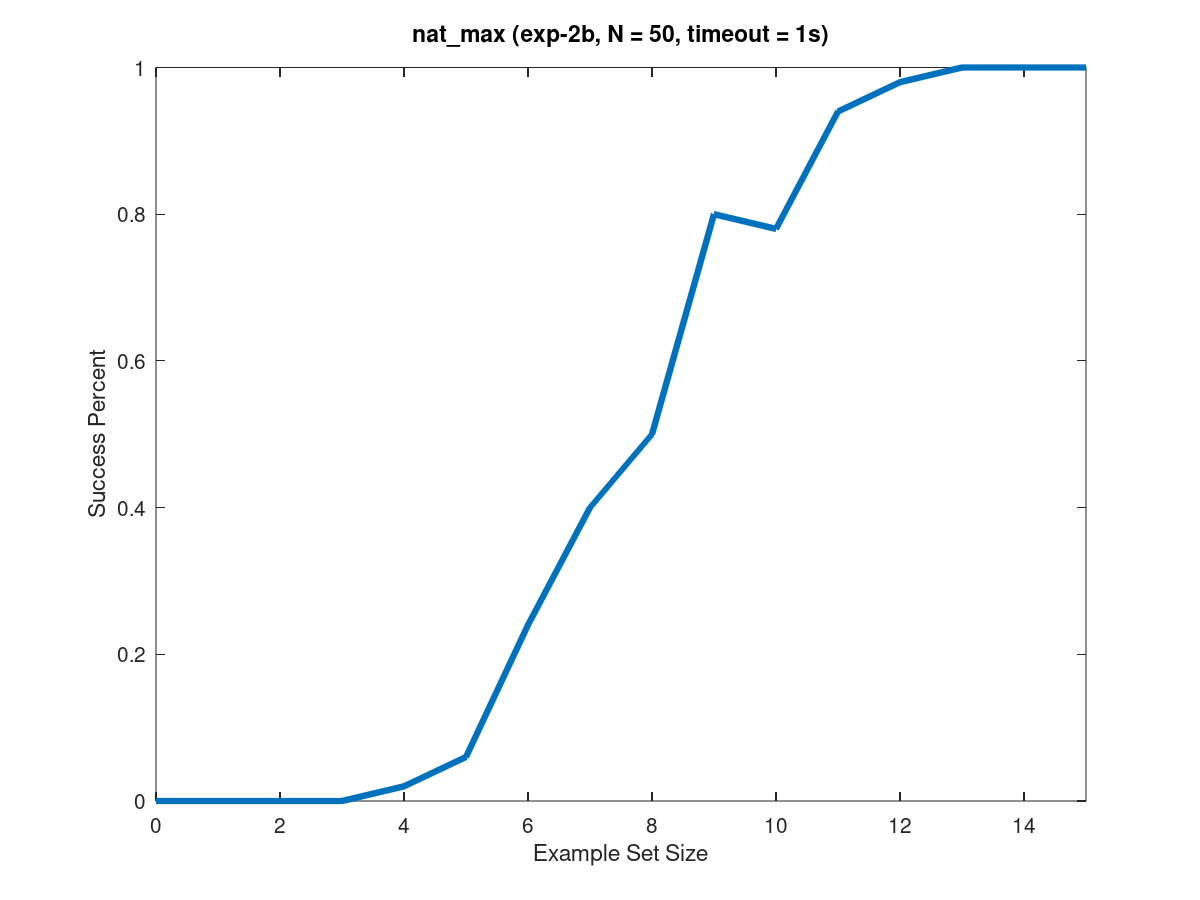 nat_max (exp-2b, N = 50, timeout = 1s)
1
0.8
0.6
0.4
0.2
0
Success Percent
0 2 4 6 8 10 12 14
Example Set Size